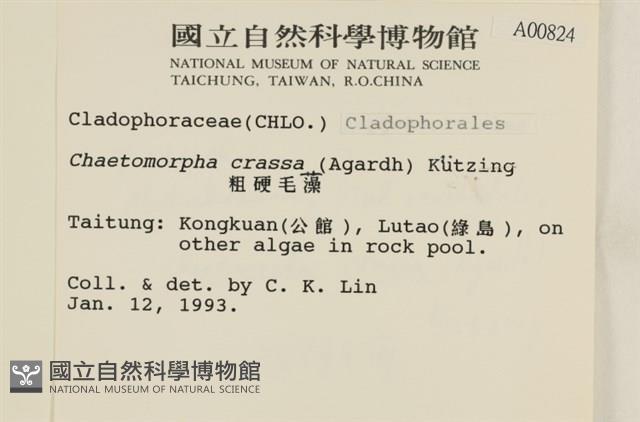 國立自然科學博物館
A00824
NATIONAL MUSEUM OF NATURAL SCIENCE
TAICHUNG, TAIWAN, R.O.CHINA
Cladophoraceae(CHLO.) Cladophorales
Chaetomorpha crassa (Agardh) Kützing
粗硬毛藻
Taitung: Kongkuan(公館), Lutao(綠島), on
other algae in rock pool.
Coll. & det. by C. K. Lin
Jan. 12, 1993.
國立自然科學博物館
NATIONAL MUSEUM OF NATURAL SCIENCE